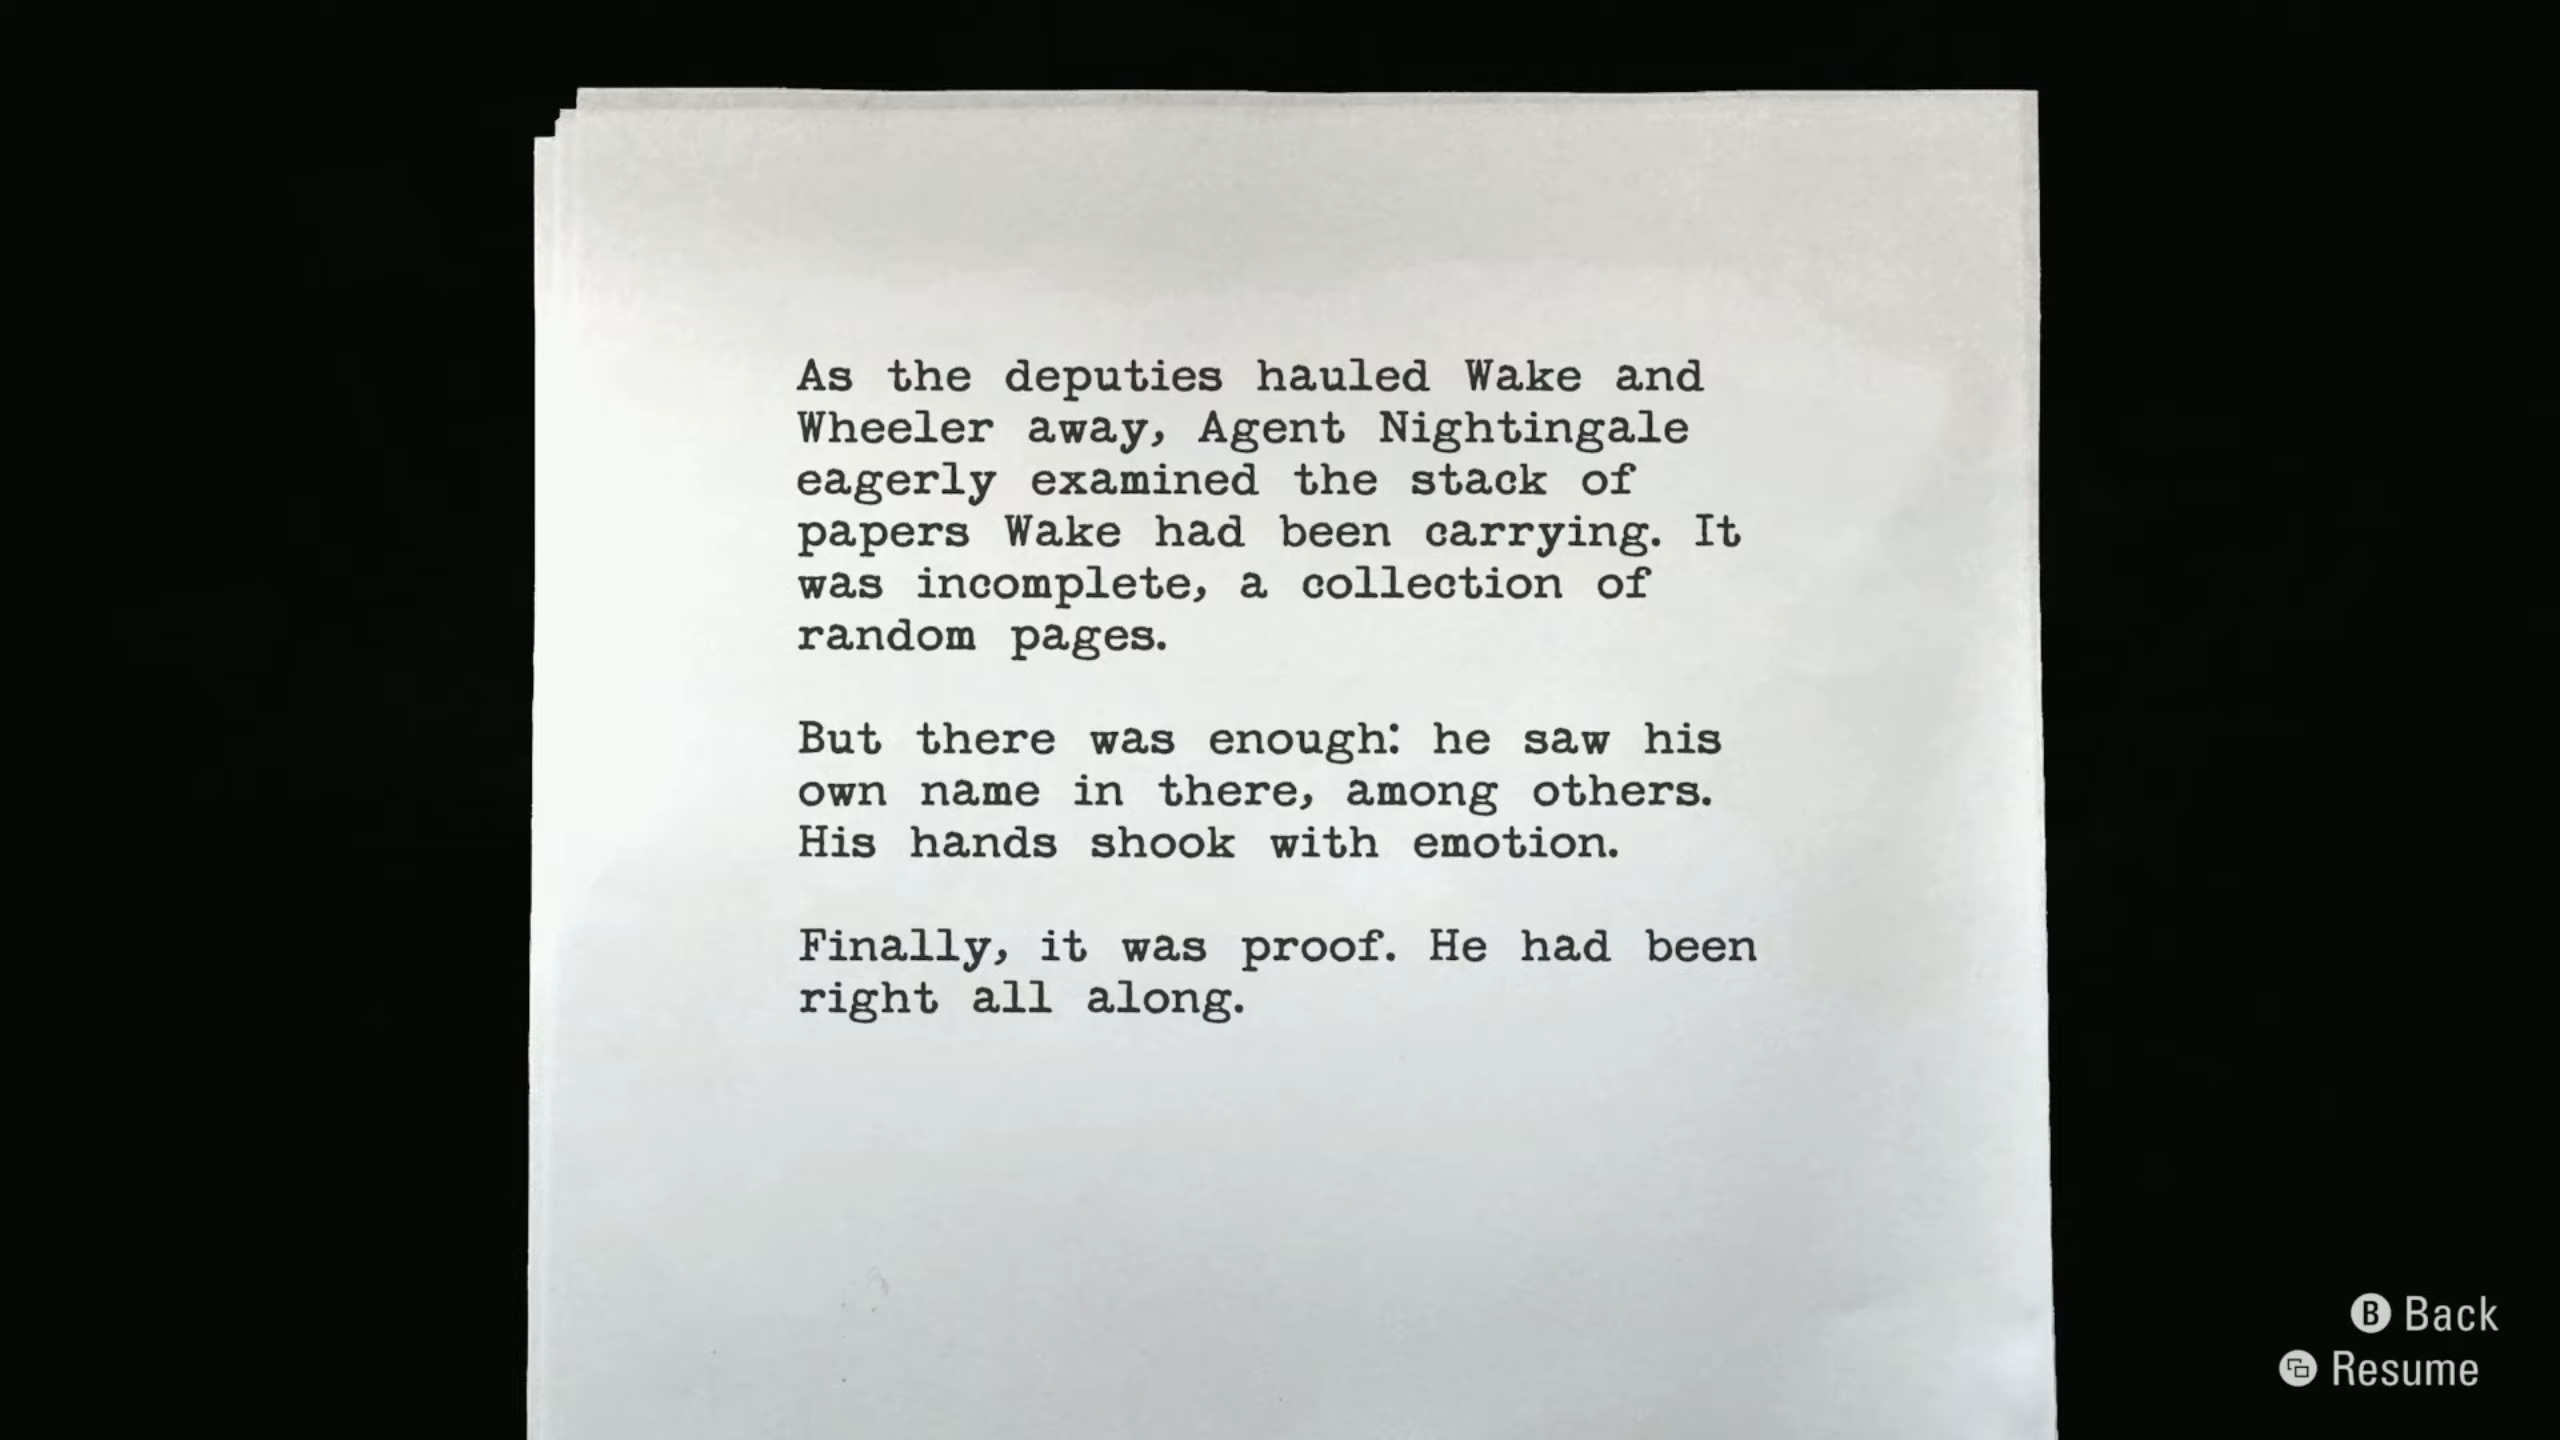 As the deputies hauled Wake and
Wheeler away, Agent Nightingale
eagerly examined the stack of
papers Wake had been carrying. It
was incomplete, a collection of
random pages.
But there was enough: he saw his
own name in there, among others.
His hands shook with emotion.
Finally, it was proof. He had been
right all along.
B Back
Resume